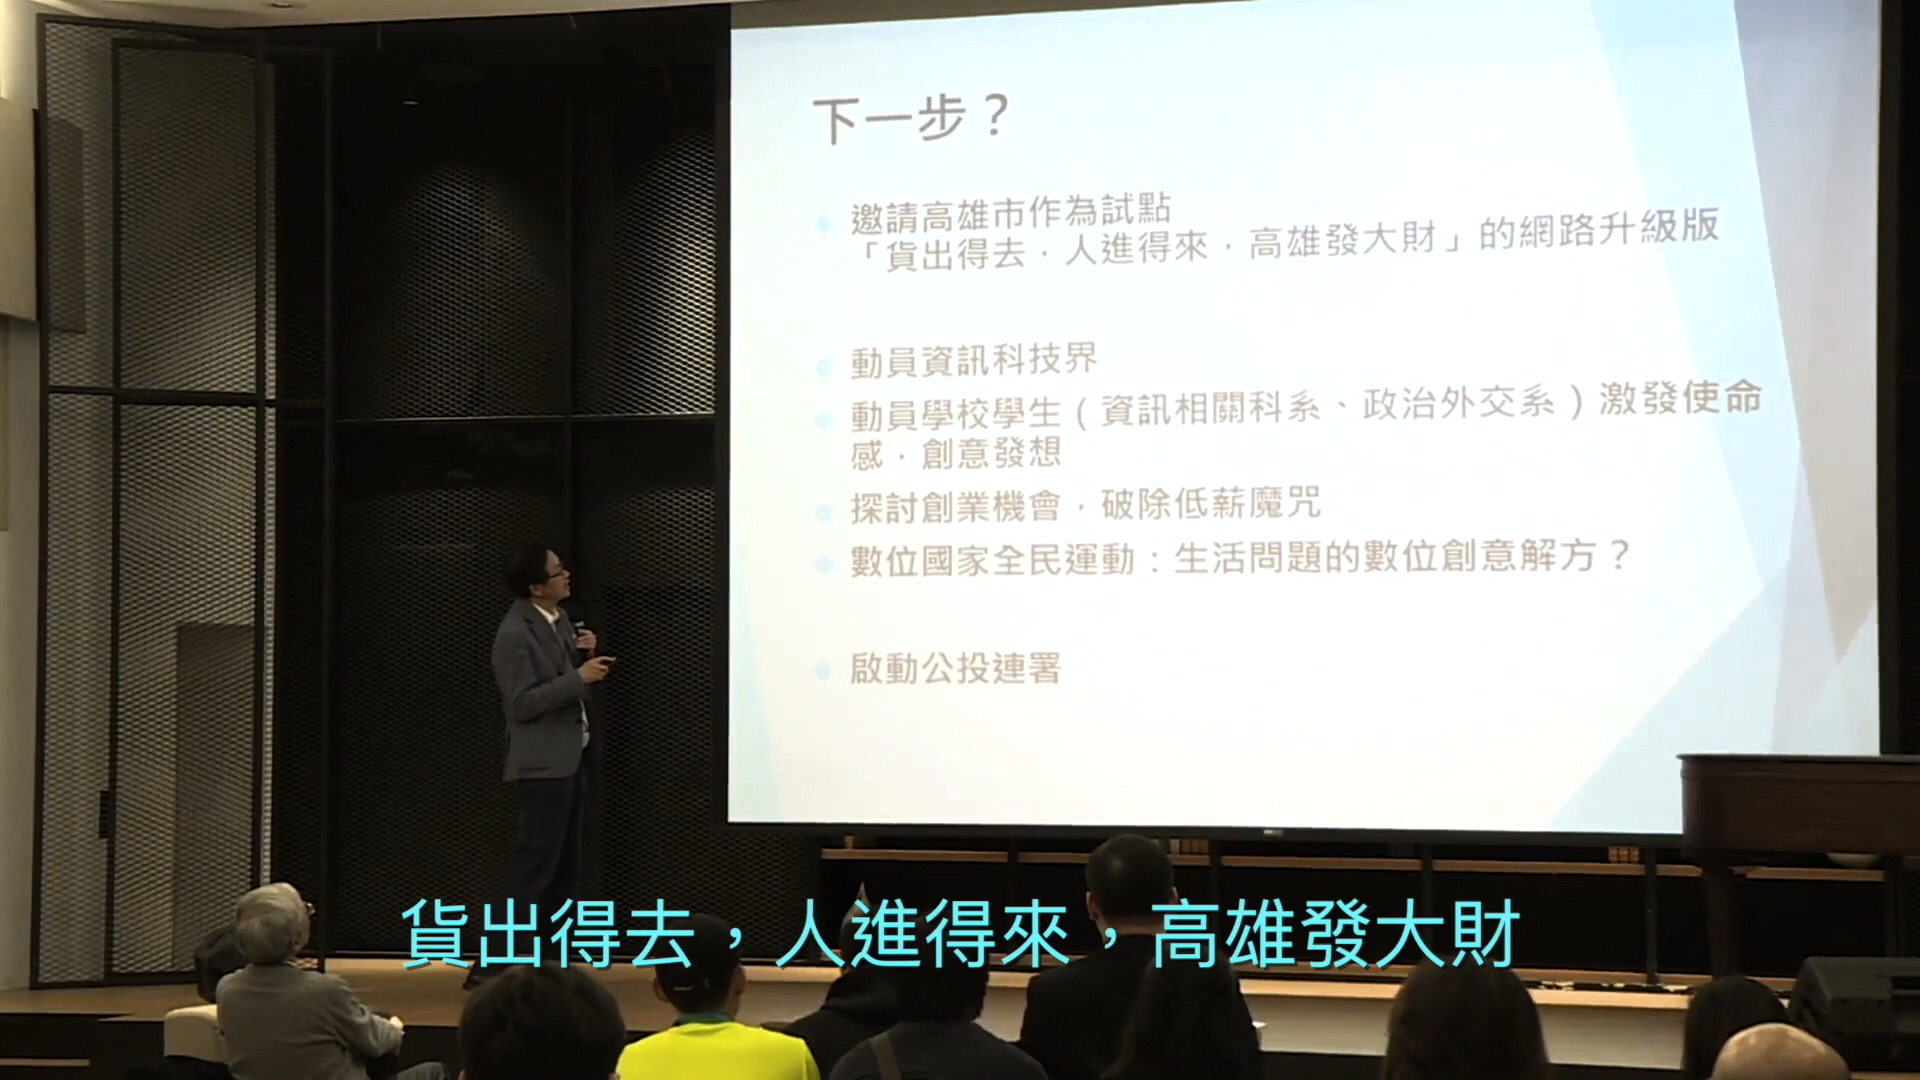 下一步？
邀請高雄市作為試點
「貨出得去，人進得來，高雄發大財」的網路升級版
動員資訊科技界
動員學校學生（資訊相關科系、政治外交系）激發使命
感，創意發想
探討創業機會，破除低薪魔咒
數位國家全民運動：生活問題的數位創意解方？
啟動公投連署
貨出得去，人進得來，高雄發大財